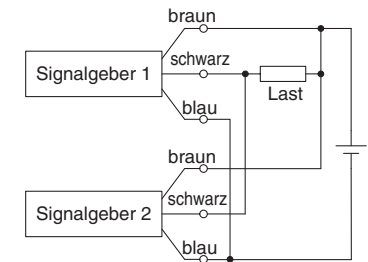 braun
schwarz
Signalgeber 1
Last
blau
braun
schwarz
Signalgeber 2
blau